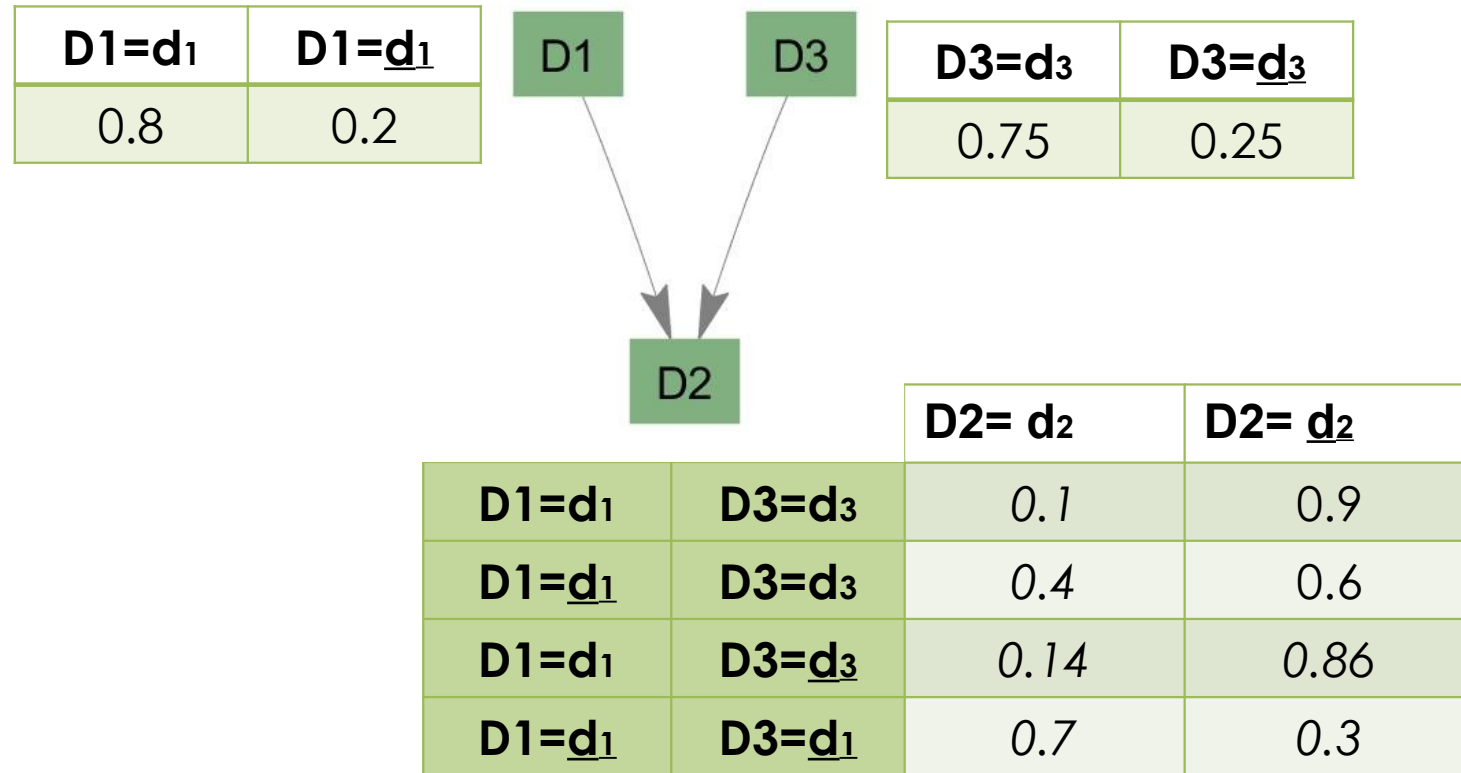 D1=d1 D1=d1
0.8 0.2
D1
D3
D3=d3 D3=d3
0.75 0.25
D2
D2= d2 D2= d2
D1=d1 D3=d3 0.1 0.9
D1=d1 D3=d3 0.4 0.6
D1=d1 D3=d3 0.14 0.86
D1=d1 D3=d1 0.7 0.3